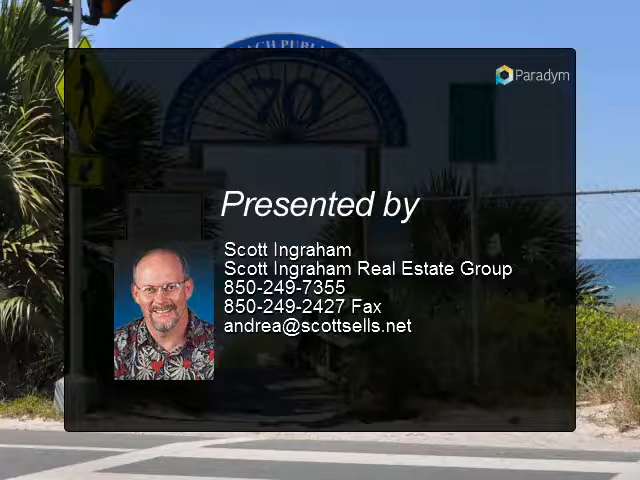 Paradym
70
Presented by
Scott Ingraham
Scott Ingraham Real Estate Group
850-249-7355
850-249-2427 Fax
andrea@scottsells.net